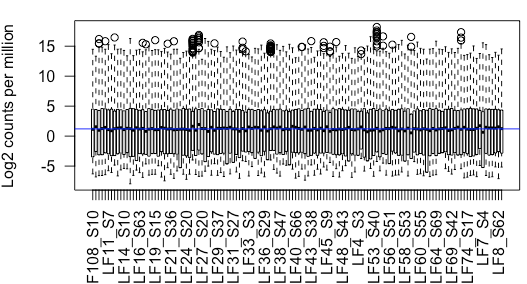 Log2 counts per million
15
10
5
0
-5
F108_S10
LF11_S7
LF14_S10
LF16_S63
LF19_S15
LF21_S36
LF24_S20
LF27_S20
LF29_S37
LF31_S27
LF33_S3
LF36_S29
LF38_S47
LF40_S66
LF43_S38
LF45_S9
LF48_S43
LF4_S3
LF53_S40
LF56_S51
LF58_S53
LF60_S55
LF64_S69
LF69_S42
LF74_S17
LF7_S4
LF8_S62